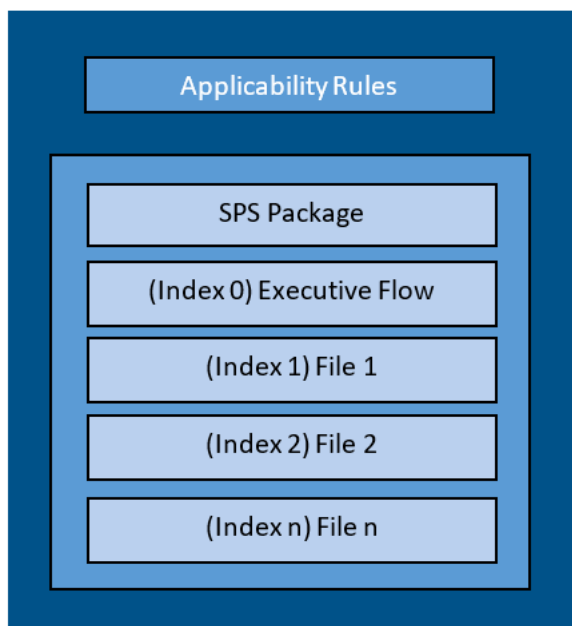 Applicability Rules
SPS Package
(Index 0) Executive Flow
(Index 1) File 1
(Index 2) File 2
(Index n) File n